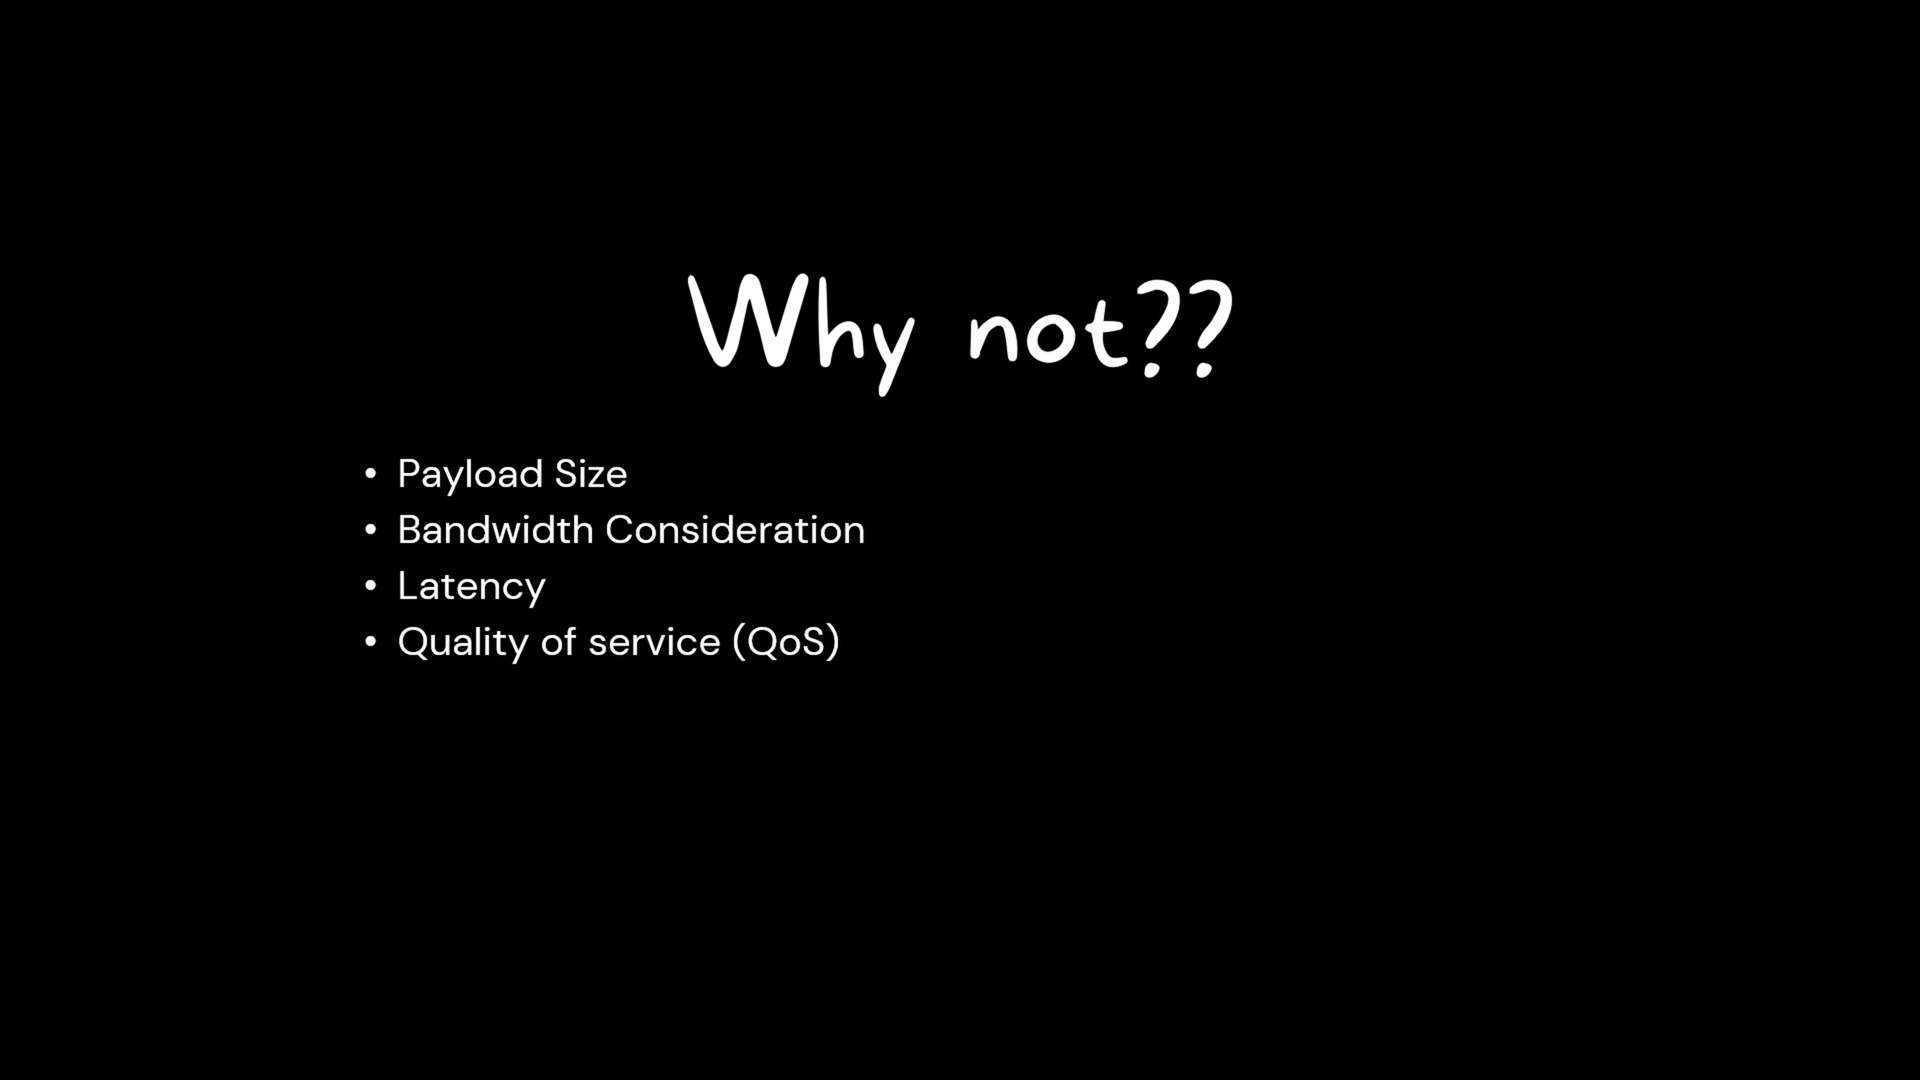 Why not??
• Payload Size
• Bandwidth Consideration
• Latency
• Quality of service (QoS)